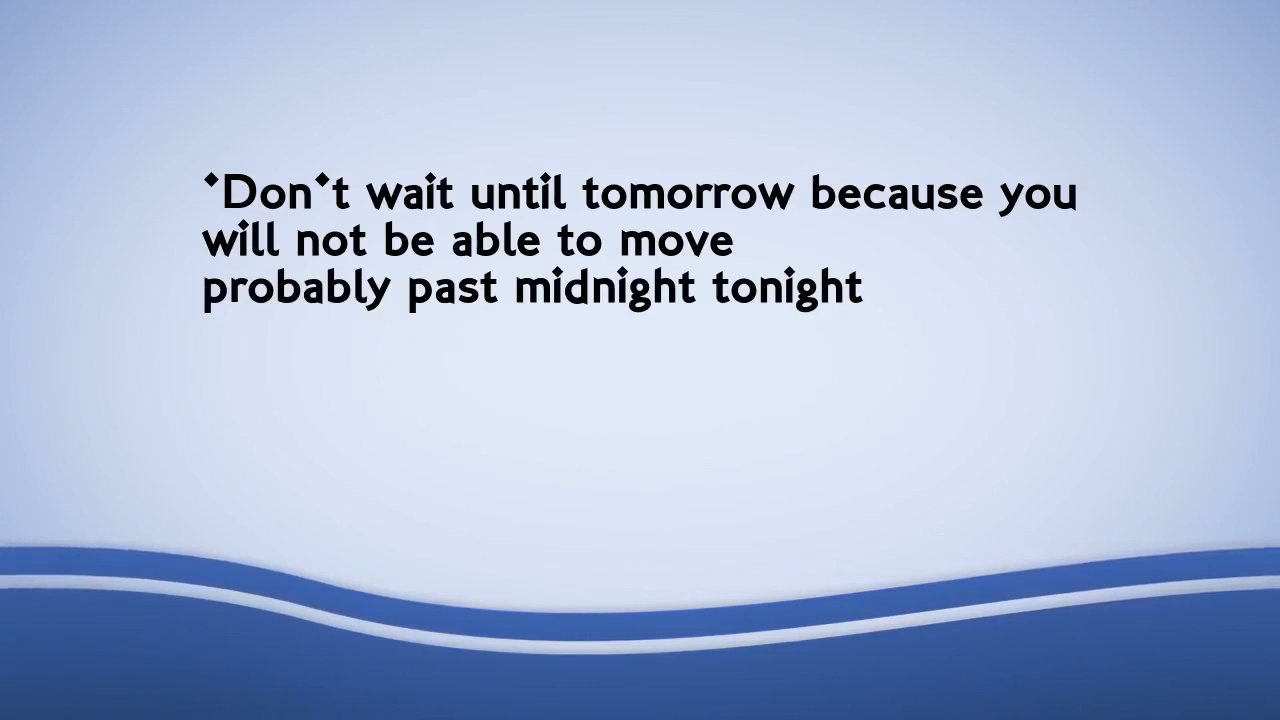 'Don't wait until tomorrow because you
will not be able to move
probably past midnight tonight